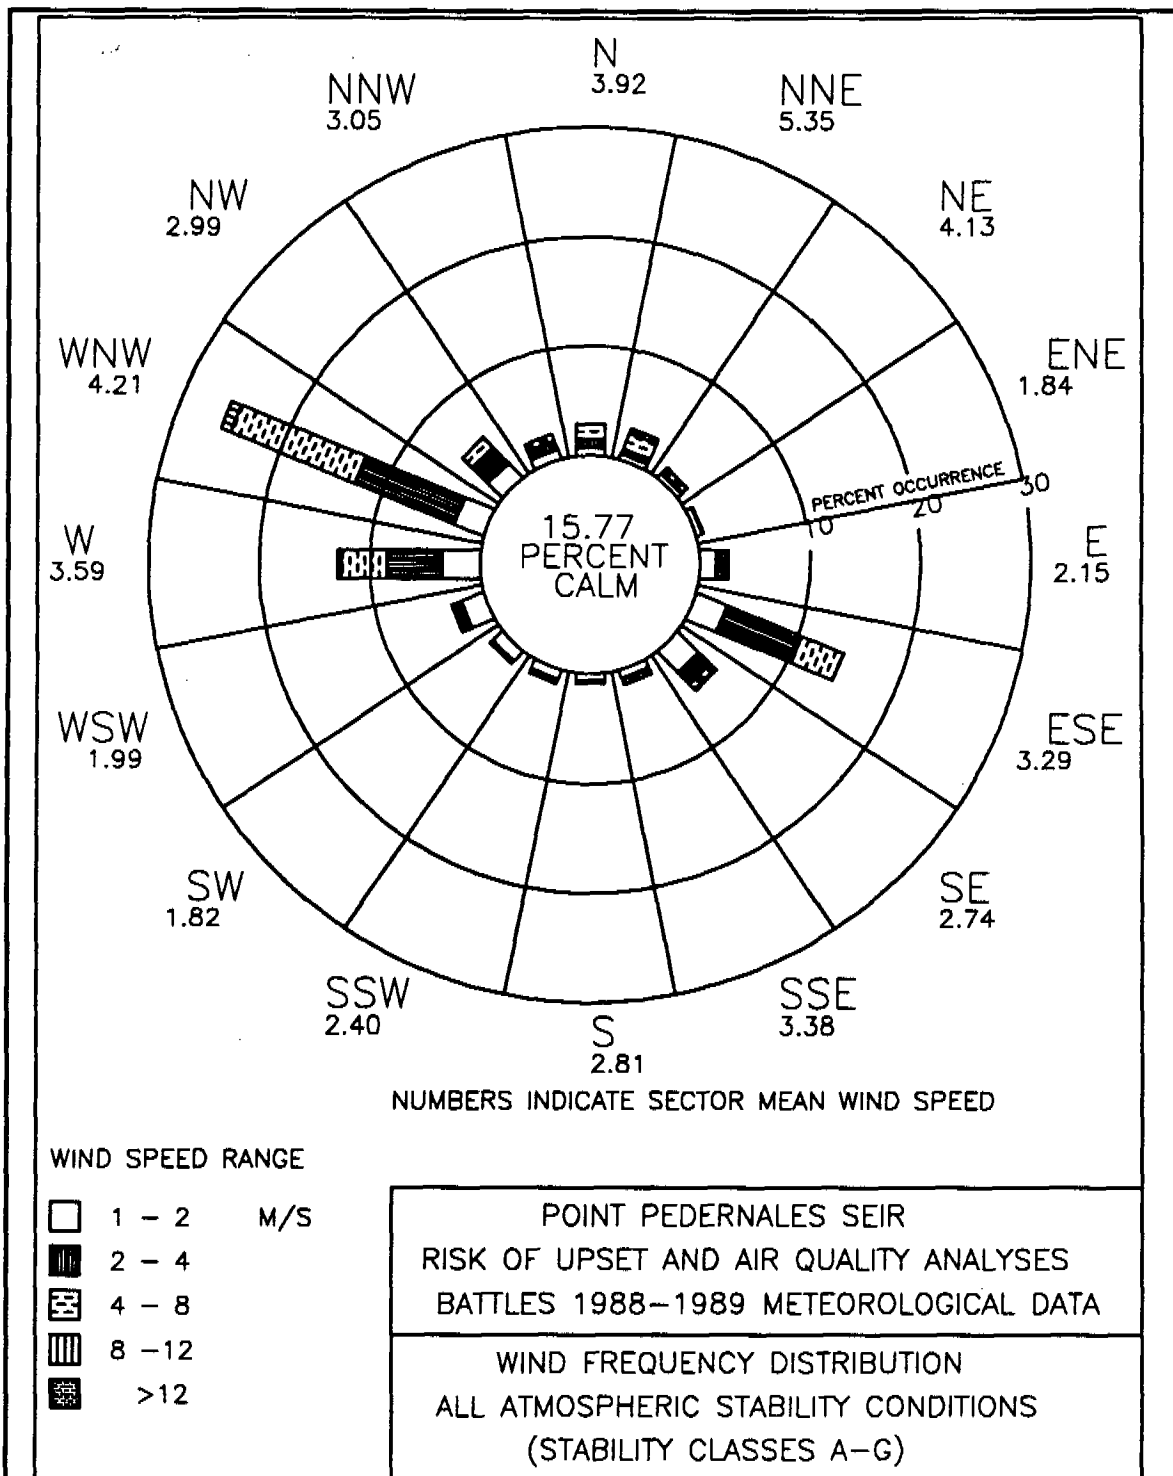 N
3.92
NNW
3.05
NNE
5.35
NW
2.99
NE
4.13
WNW
4.21
ENE
1.84
PERCENT OCCURRENCE
0
20
30
W
3.59
15.77
PERCENT
CALM
E
2.15
WSW
1.99
ESE
3.29
SW
1.82
SE
2.74
SSW
2.40
SSE
3.38
S
2.81
NUMBERS INDICATE SECTOR MEAN WIND SPEED
WIND SPEED RANGE
1 - 2 M/S
2 - 4
4 - 8
8 -12
>12
POINT PEDERNALES SEIR
RISK OF UPSET AND AIR QUALITY ANALYSES
BATTLES 1988-1989 METEOROLOGICAL DATA
WIND FREQUENCY DISTRIBUTION
ALL ATMOSPHERIC STABILITY CONDITIONS
(STABILITY CLASSES A-G)